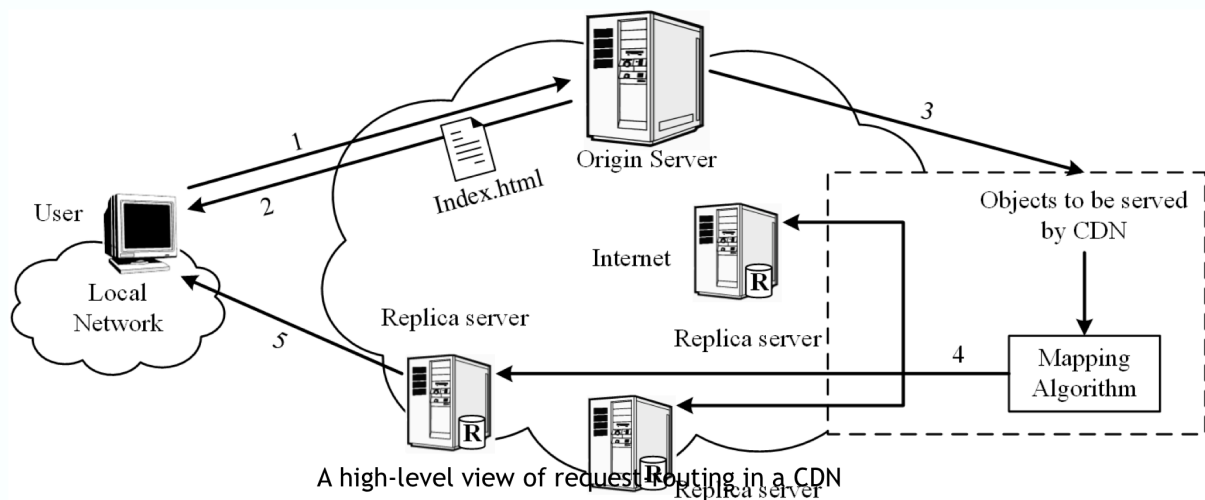 1
2
Index.html
Origin Server
3
User
Local
Network
Internet
R
Replica server
Objects to be served
by CDN
Mapping
Algorithm
4
Replica server
R
5
R
Replica server
A high-level view of request routing in a CDN